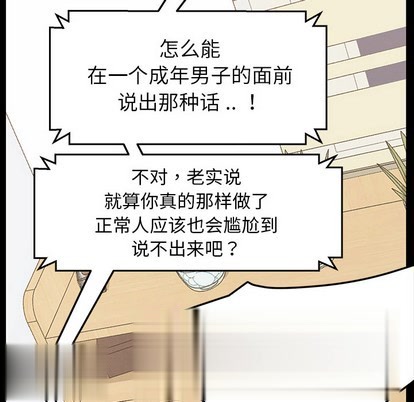 怎么能
在一个成年男子的面前
说出那种话 .. ！
不对，老实说
就算你真的那样做了
正常人应该也会尴尬到
说不出来吧？